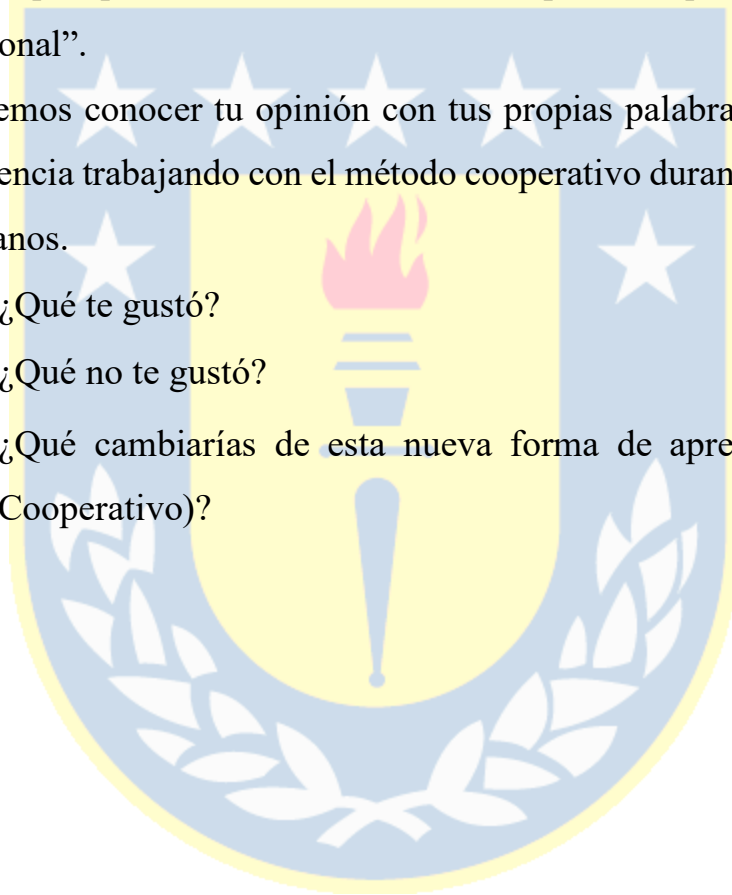 onal”.
emos conocer tu opinión con tus propias palabra
encia trabajando con el método cooperativo duran
anos.
¿Qué te gustó?
¿Qué no te gustó?
¿Qué cambiarías de esta nueva forma de apre
Cooperativo)?